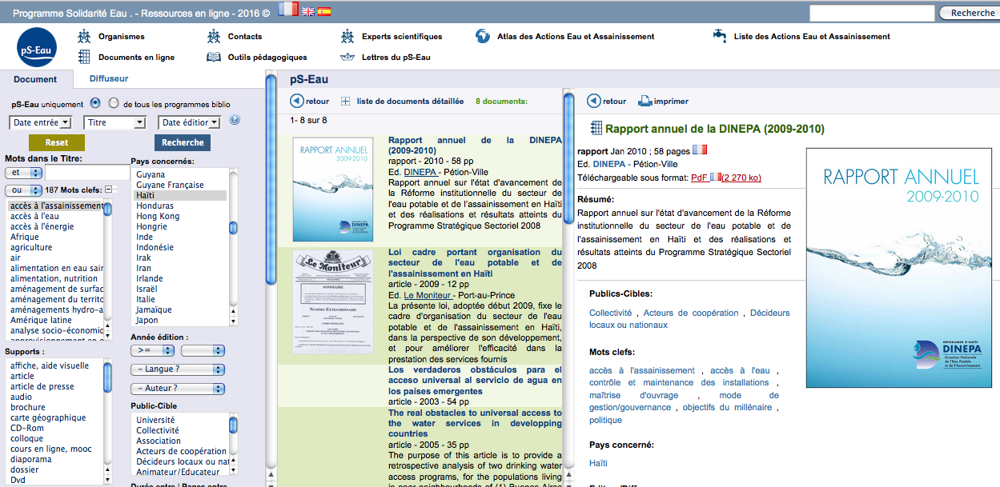 Programme Solidarité Eau . - Ressources en ligne - 2016 ©
Recherche
pS-Eau
Organismes
Contacts
Experts scientifiques
Atlas des Actions Eau et Assainissement
Liste des Actions Eau et Assainissement
Documents en ligne
Outils pédagogiques
Lettres du pS-Eau
Document
Diffuseur
pS-Eau uniquement
de tous les programmes biblio
Date entrée
Titre
Date édition
Reset
Recherche
Mots dans le Titre:
et
ou
187 Mots clefs:
accès à l'assainissement
accès à l'eau
accès à l'énergie
Afrique
agriculture
air
alimentation en eau sair
alimentation, nutrition
aménagement de surfac
aménagement du territo
aménagements hydro-a
Amérique latine
analyse socio-économic
approvisionnement en e
Supports :
affiche, aide visuelle
article
article de presse
audio
brochure
carte géographique
CD-Rom
colloque
cours en ligne, mooc
diaporama
dossier
Dvd
Pays concernés:
Guyana
Guyane Française
Haïti
Honduras
Hong Kong
Hongrie
Inde
Indonésie
Irak
Iran
Irlande
Israël
Italie
Jamaïque
Japon
Année édition :
>=
- Langue ?
- Auteur ?
Public-Cible
Université
Collectivité
Association
Acteurs de coopération
Décideurs locaux ou nat
Animateur/Educateur
Durée entre | Pages entre
pS-Eau
retour
liste de documents détaillée
8 documents:
1- 8 sur 8
RAPPORT ANNUEL
2009-2010
DINEPA
Rapport annuel de la DINEPA
(2009-2010)
rapport - 2010 - 58 pp
Ed. DINEPA - Pétion-Ville
Rapport annuel sur l'état d'avancement de
la Réforme institutionnelle du secteur de
l'eau potable et de l'assainissement en Haïti
et des réalisations et résultats atteints du
Programme Stratégique Sectoriel 2008
Le Moniteur
SOMMAIRE
NUMÉRO EXTRAORDINAIRE
Loi cadre portant organisation du
secteur de l'eau potable et de
l'assainissement en Haïti
article - 2009 - 12 pp
Ed. Le Moniteur - Port-au-Prince
La présente loi, adoptée début 2009, fixe le
cadre d'organisation du secteur de l'eau
potable et de l'assainissement en Haïti,
dans la perspective de son développement,
et pour améliorer l'efficacité dans la
prestation des services fournis
Los verdaderos obstáculos para el
acceso universal al servicio de agua en
los países emergentes
article - 2003 - 54 pp
The real obstacles to universal access to
the water services in developping
countries
article - 2005 - 35 pp
The purpose of this article is to provide a
retrospective analysis of two drinking water
access programs, for the populations living
in poor neighbourhoods of (1) Buenos Aires
retour
imprimer
Rapport annuel de la DINEPA (2009-2010)
rapport Jan 2010 ; 58 pages
Ed. DINEPA - Pétion-Ville
Téléchargeable sous format: PdF (2 270 ko)
Résumé:
Rapport annuel sur l'état d'avancement de la Réforme
institutionnelle du secteur de l'eau potable et de
l'assainissement en Haïti et des réalisations et
résultats atteints du Programme Stratégique Sectoriel
2008
Publics-Cibles:
Collectivité , Acteurs de coopération , Décideurs
locaux ou nationaux
Mots clefs:
accès à l'assainissement , accès à l'eau ,
contrôle et maintenance des installations ,
maîtrise d'ouvrage , mode de
gestion/gouvernance , objectifs du millénaire ,
politique
Pays concerné:
Haïti
RAPPORT ANNUEL
2009-2010
RÉPUBLIQUE D'HAÏTI
DINEPA
Direction Nationale
de l'Eau Potable
et de l'Assainissement